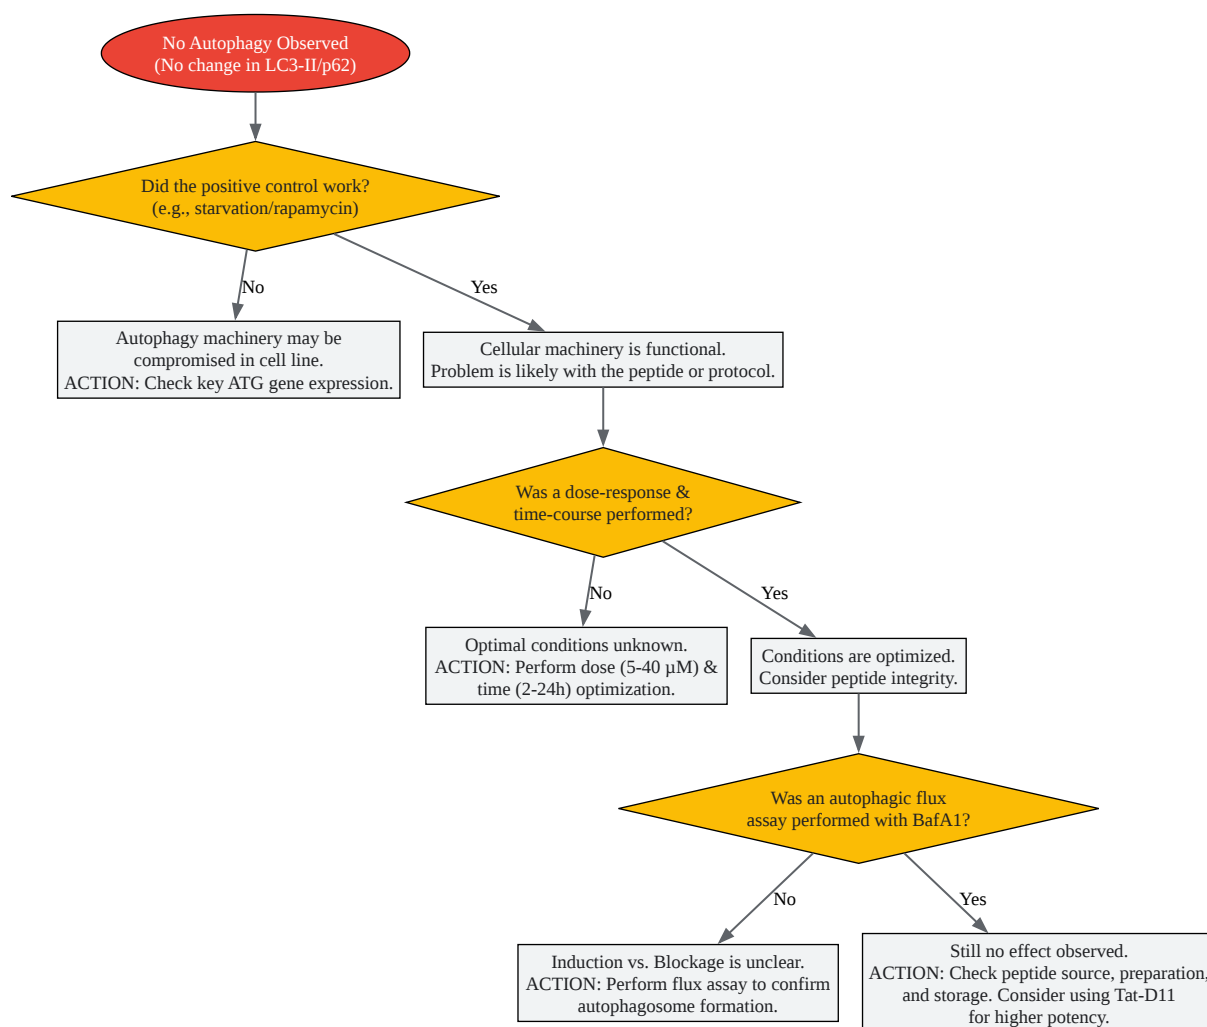 No Autophagy Observed
(No change in LC3-II/p62)
Did the positive control work?
(e.g., starvation/rapamycin)
No
Yes
Autophagy machinery may be
compromised in cell line.
ACTION: Check key ATG gene expression.
Cellular machinery is functional.
Problem is likely with the peptide or protocol.
Was a dose-response &
time-course performed?
No
Yes
Optimal conditions unknown.
ACTION: Perform dose (5-40 µM) &
time (2-24h) optimization.
Conditions are optimized.
Consider peptide integrity.
Was an autophagic flux
assay performed with BafA1?
No
Yes
Induction vs. Blockage is unclear.
ACTION: Perform flux assay to confirm
autophagosome formation.
Still no effect observed.
ACTION: Check peptide source, preparation,
and storage. Consider using Tat-D11
for higher potency.